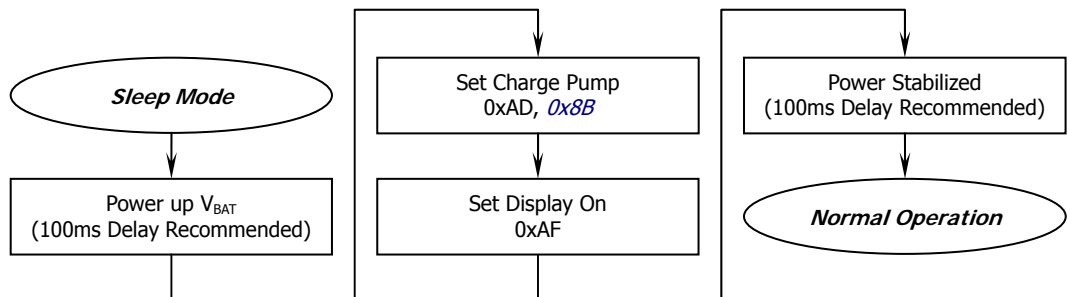 Sleep Mode
Power up VBAT
(100ms Delay Recommended)
Set Charge Pump
0xAD, 0x8B
Set Display On
0xAF
Power Stabilized
(100ms Delay Recommended)
Normal Operation